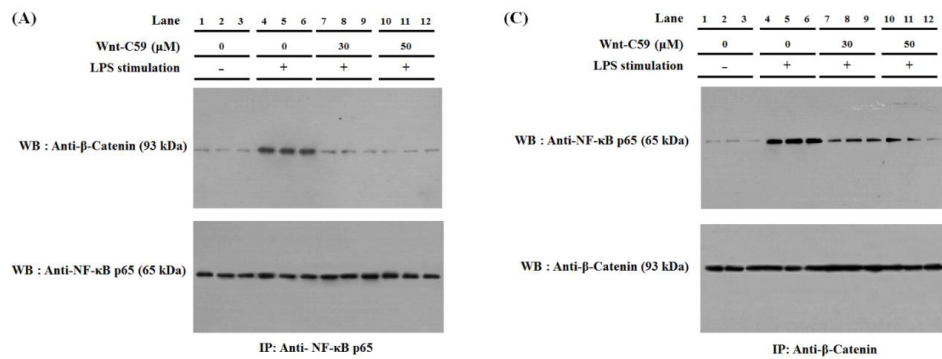 (A)
Lane 1 2 3 4 5 6 7 8 9 10 11 12
Wnt-C59 (μM) 0 0 30 50
LPS stimulation – + + +
WB : Anti-β-Catenin (93 kDa)
WB : Anti-NF-κB p65 (65 kDa)
IP: Anti- NF-κB p65
(C)
Lane 1 2 3 4 5 6 7 8 9 10 11 12
Wnt-C59 (μM) 0 0 30 50
LPS stimulation – + + +
WB : Anti-NF-κB p65 (65 kDa)
WB : Anti-β-Catenin (93 kDa)
IP: Anti-β-Catenin